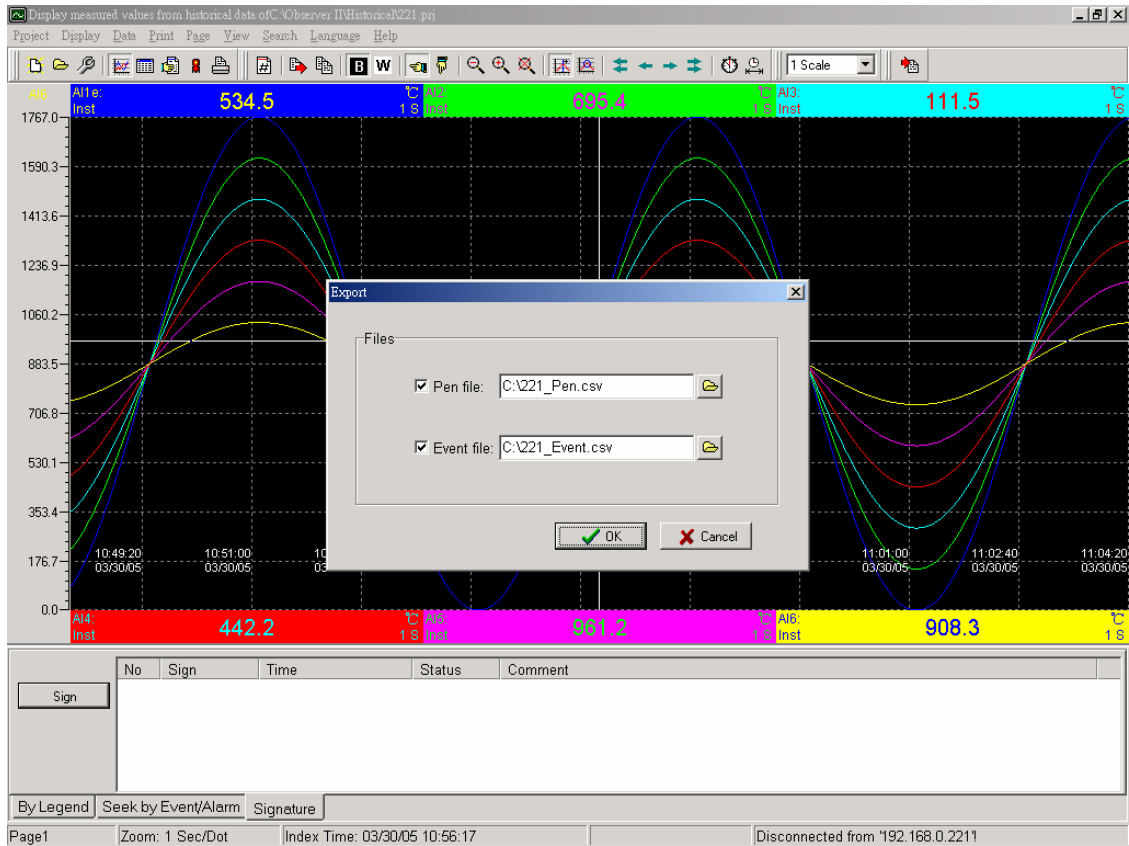 Display measured values from historical data ofC:\Observer II\Historical\221.prj
Project Display Data Print Page View Search Language Help
B W 1 Scale
AI6:
AI1e: 534.5 °C
Inst 1 S
AI2: 695.4 °C
Inst 1 S
AI3: 111.5 °C
Inst 1 S
1767.0
1590.3
1413.6
1236.9
1060.2
883.5
706.8
530.1
353.4
176.7
0.0
Export
Files
Pen file: C:\221_Pen.csv
Event file: C:\221_Event.csv
OK Cancel
10:49:20 10:51:00 10 11:01:00 11:02:40 11:04:20
03/30/05 03/30/05 03 03/30/05 03/30/05 03/30/05
AI4: 442.2 °C
Inst 1 S
AI5: 961.2 °C
Inst 1 S
AI6: 908.3 °C
Inst 1 S
No Sign Time Status Comment
Sign
By Legend Seek by Event/Alarm Signature
Page1 Zoom: 1 Sec/Dot Index Time: 03/30/05 10:56:17 Disconnected from '192.168.0.221'!